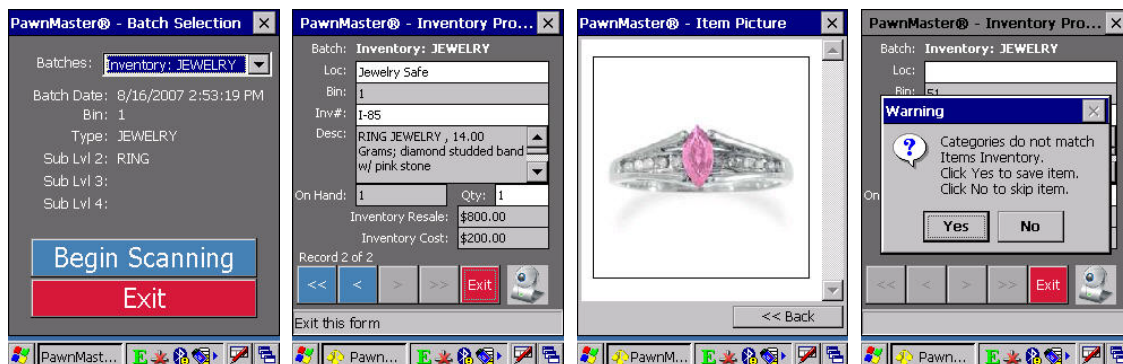 PawnMaster® - Batch Selection
Batches: Inventory: JEWELRY
Batch Date: 8/16/2007 2:53:19 PM
Bin: 1
Type: JEWELRY
Sub Lvl 2: RING
Sub Lvl 3:
Sub Lvl 4:
Begin Scanning
Exit
PawnMast...
PawnMaster® - Inventory Pro...
Batch: Inventory: JEWELRY
Loc: Jewelry Safe
Bin: 1
Inv#: I-85
Desc: RING JEWELRY , 14.00
Grams; diamond studded band
w/ pink stone
On Hand: 1 Qty: 1
Inventory Resale: $800.00
Inventory Cost: $200.00
Record 2 of 2
<< < > >> Exit
Exit this form
Pawn...
PawnMaster® - Item Picture
<< Back
PawnM...
PawnMaster® - Inventory Pro...
Batch: Inventory: JEWELRY
Loc:
Bin: 51
Warning
Categories do not match
Items Inventory.
Click Yes to save item.
Click No to skip item.
Yes No
On
<< < > >> Exit
Pawn...